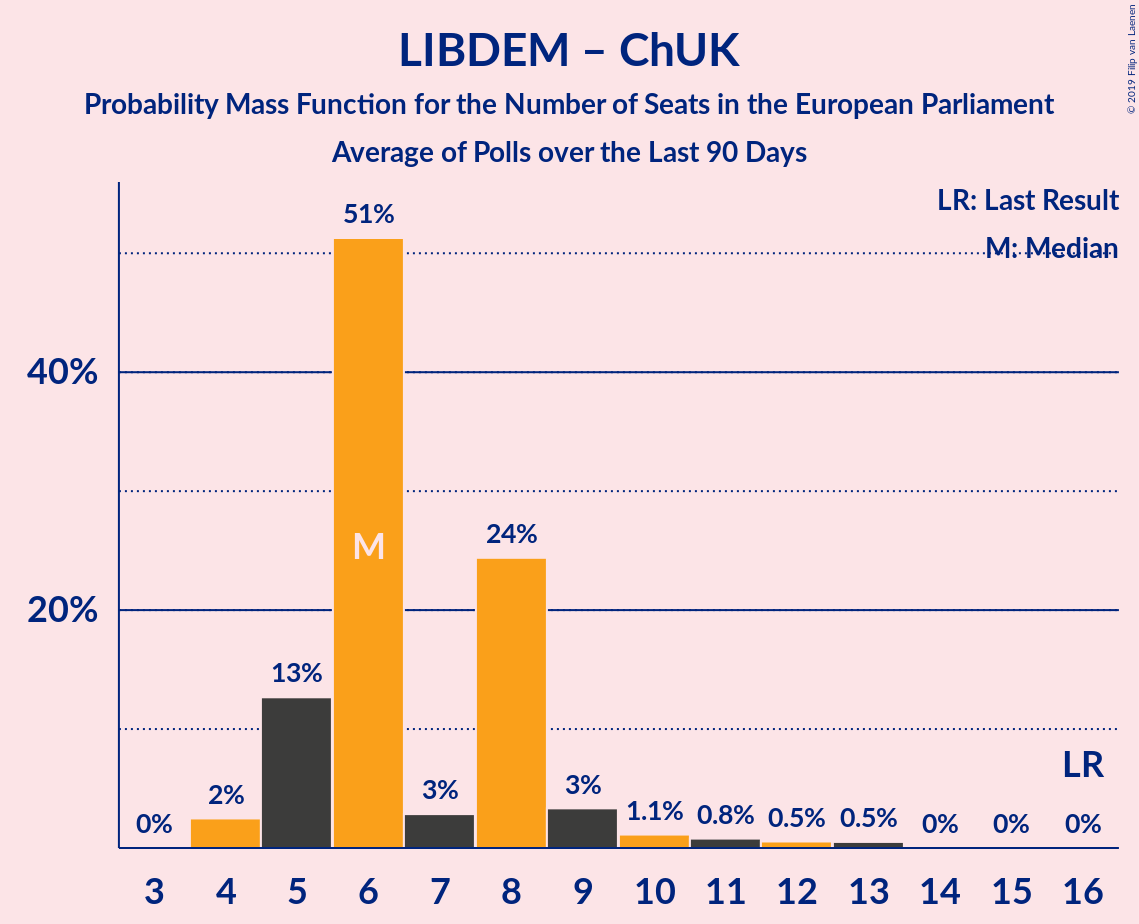 LIBDEM – ChUK
Probability Mass Function for the Number of Seats in the European Parliament
Average of Polls over the Last 90 Days
© 2019 Filip van Laenen
LR: Last Result
M: Median
51%
40%
24%
M
20%
13%
LR
2%
3%
3%
0%
1.1%
0.8%
0.5%
0.5%
0%
0%
0%
3 4 5 6 7 8 9 10 11 12 13 14 15 16